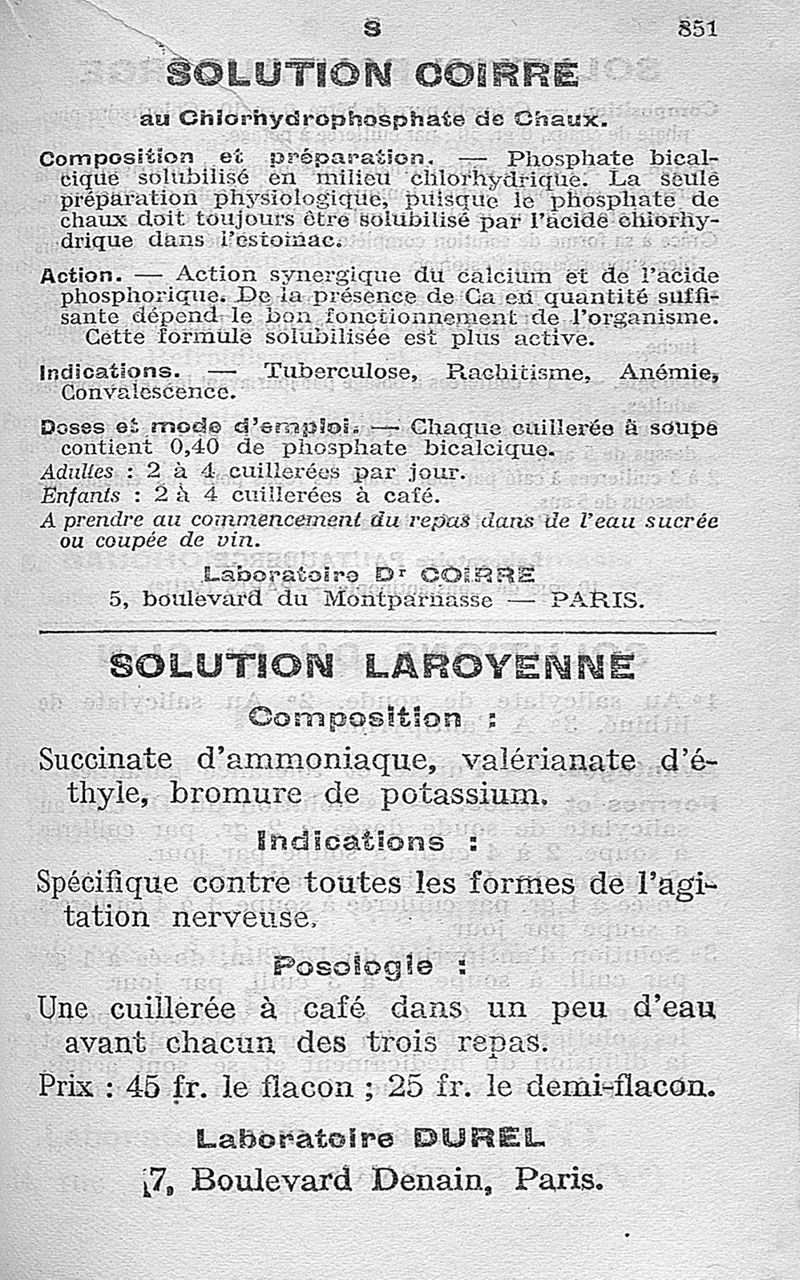 S 851
SOLUTION COIRRE
au Chlorhydrophosphate de Chaux.
Composition et préparation. — Phosphate bical-
cique solubilisé en milieu chlorhydrique. La seule
préparation physiologique, puisque le phosphate de
chaux doit toujours être solubilisé par l'acide chlorhy-
drique dans l'estomac.
Action. — Action synergique du calcium et de l'acide
phosphorique. De la présence de Ca en quantité suffi-
sante dépend le bon fonctionnement de l'organisme.
Cette formule solubilisée est plus active.
Indications. — Tuberculose, Rachitisme, Anémie,
Convalescence.
Doses et mode d'emploi. — Chaque cuillerée à soupe
contient 0,40 de phosphate bicalcique.
Adultes : 2 à 4 cuillerées par jour.
Enfants : 2 à 4 cuillerées à café.
A prendre au commencement du repas dans de l'eau sucrée
ou coupée de vin.
Laboratoire Dr COIRRE
5, boulevard du Montparnasse — PARIS.
SOLUTION LAROYENNE
Composition :
Succinate d'ammoniaque, valérianate d'é-
thyle, bromure de potassium.
Indications :
Spécifique contre toutes les formes de l'agi-
tation nerveuse.
Posologie :
Une cuillerée à café dans un peu d'eau
avant chacun des trois repas.
Prix : 45 fr. le flacon ; 25 fr. le demi-flacon.
Laboratoire DUREL
7, Boulevard Denain, Paris.